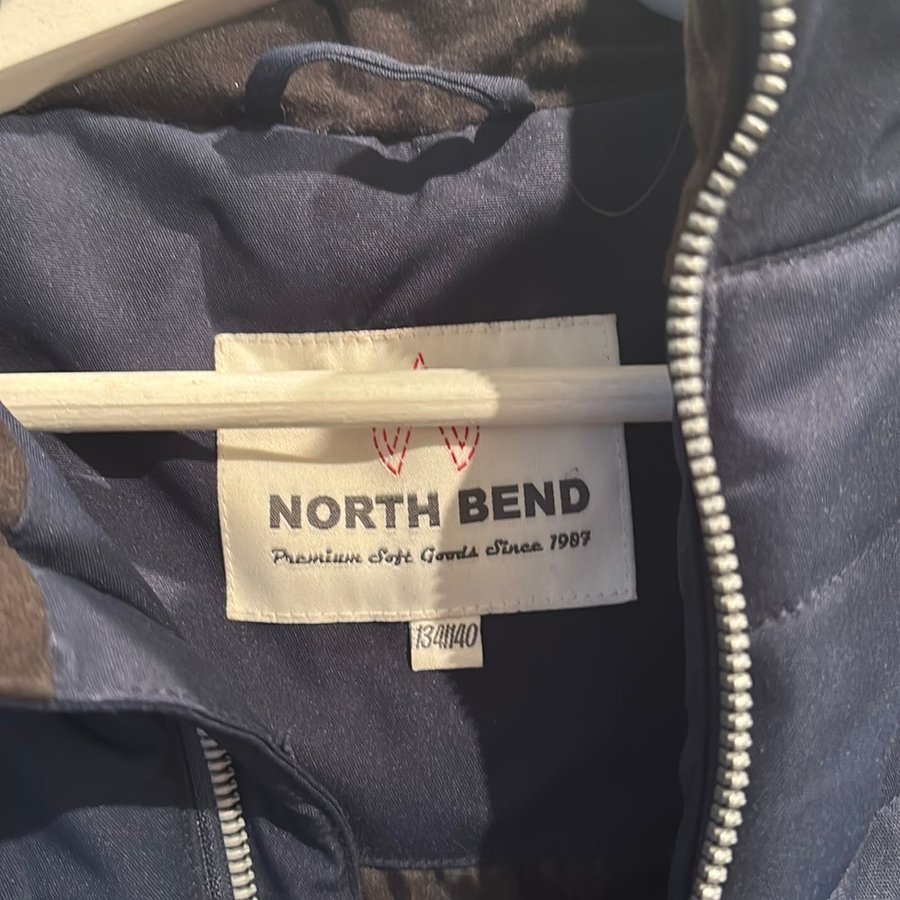 NORTH BEND
Premium Soft Goods Since 1987
134/140